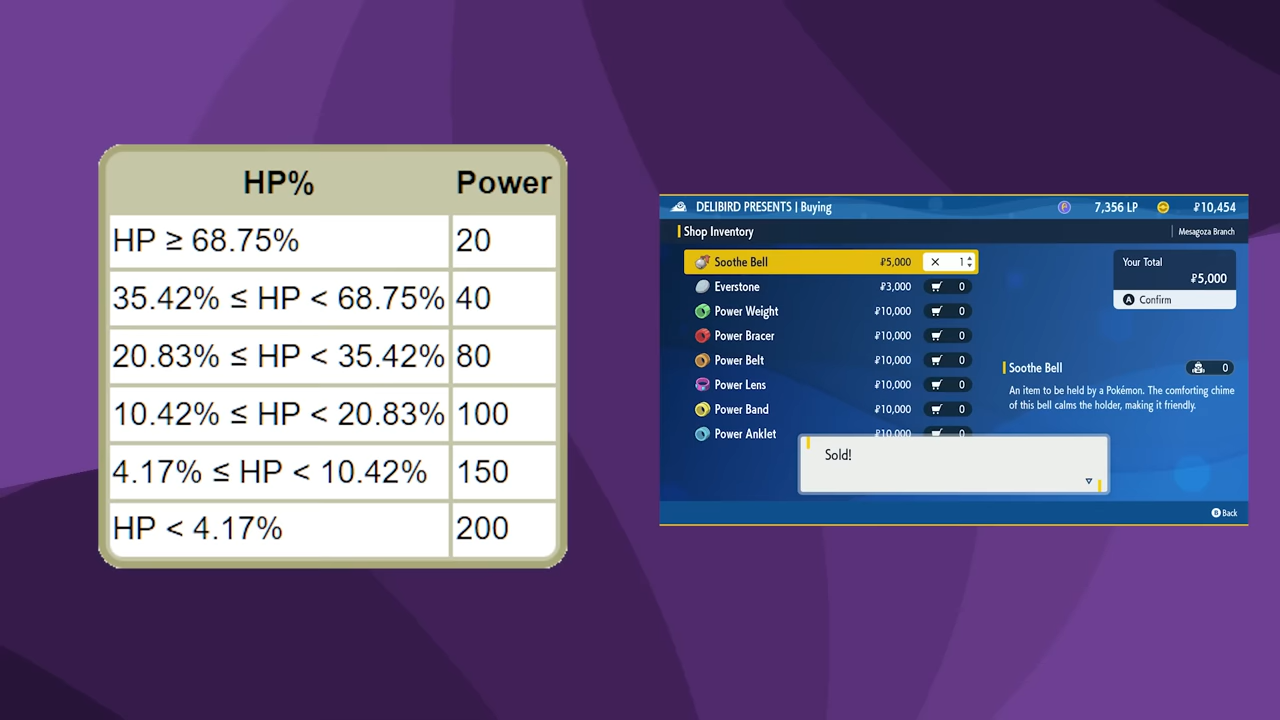 HP% Power
HP ≥ 68.75% 20
35.42% ≤ HP < 68.75% 40
20.83% ≤ HP < 35.42% 80
10.42% ≤ HP < 20.83% 100
4.17% ≤ HP < 10.42% 150
HP < 4.17% 200
DELIBIRD PRESENTS | Buying 7,356 LP ₽10,454
Shop Inventory Mesagoza Branch
Soothe Bell ₽5,000 × 1
Everstone ₽3,000 0
Power Weight ₽10,000 0
Power Bracer ₽10,000 0
Power Belt ₽10,000 0
Power Lens ₽10,000 0
Power Band ₽10,000 0
Power Anklet ₽10,000 0
Your Total
₽5,000
A Confirm
Soothe Bell 0
An item to be held by a Pokémon. The comforting chime
of this bell calms the holder, making it friendly.
Sold!
B Back